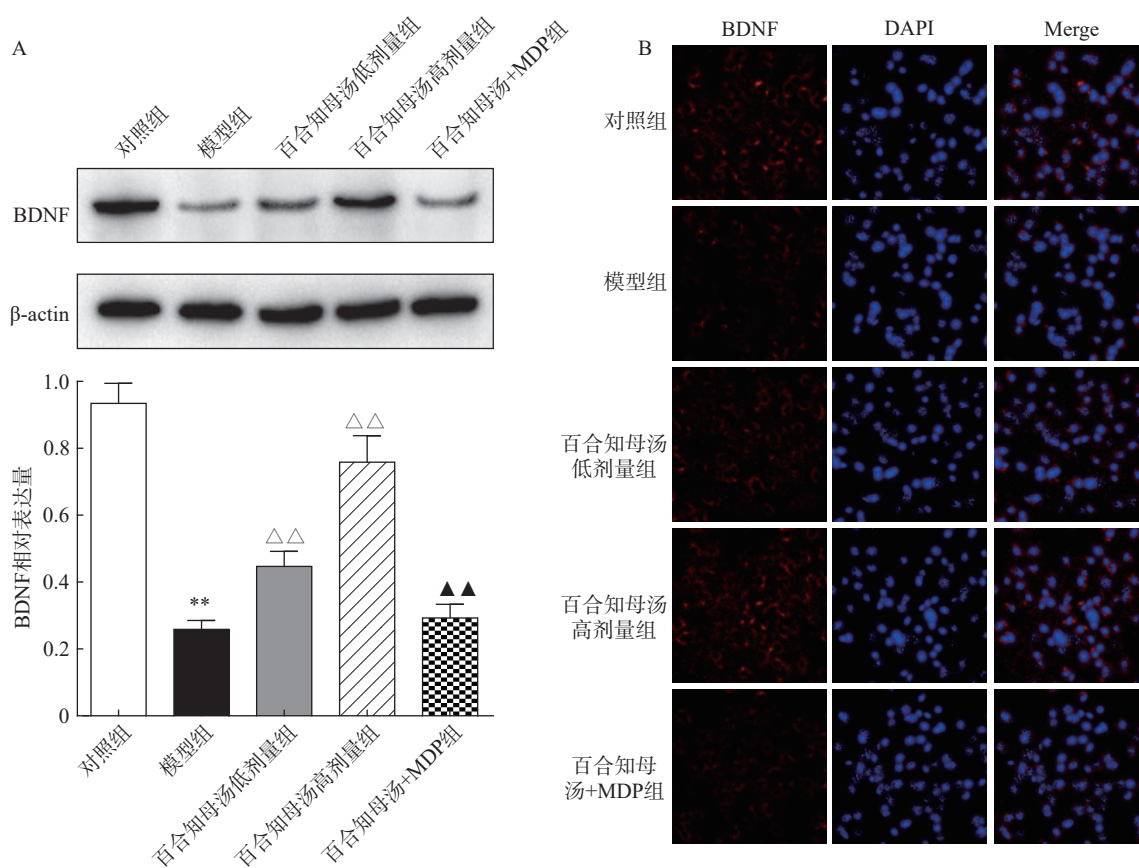 A
对照组
模型组
百合知母汤低剂量组
百合知母汤高剂量组
百合知母汤+MDP组
BDNF
β-actin
BDNF相对表达量
1.0
0.8
0.6
0.4
0.2
0
**
△△
△△
▲▲
对照组
模型组
百合知母汤低剂量组
百合知母汤高剂量组
百合知母汤+MDP组
B
BDNF
DAPI
Merge
对照组
模型组
百合知母汤
低剂量组
百合知母汤
高剂量组
百合知母
汤+MDP组